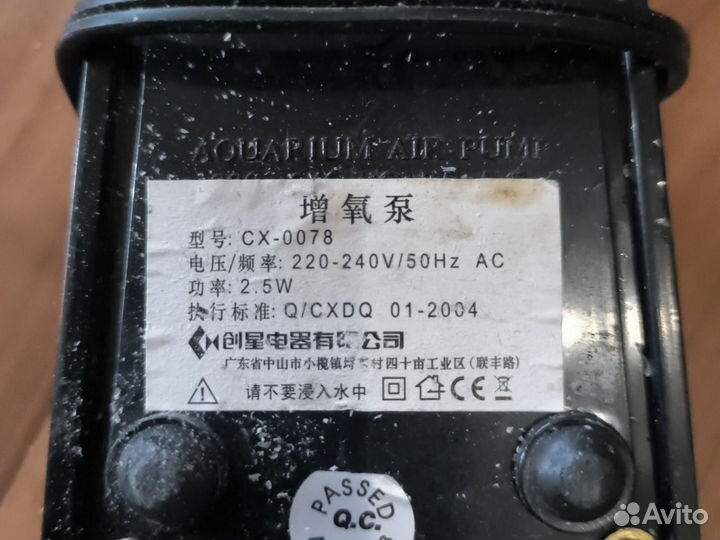 AQUARIUM AIR PUMP
增氧泵
型号: CX-0078
电压/频率: 220-240V/50Hz AC
功率: 2.5W
执行标准: Q/CXDQ 01-2004
创星电器有限公司
广东省中山市小榄镇 村四十亩工业区(联丰路)
请不要浸入水中 CE
PASSED
Q.C.
Avito